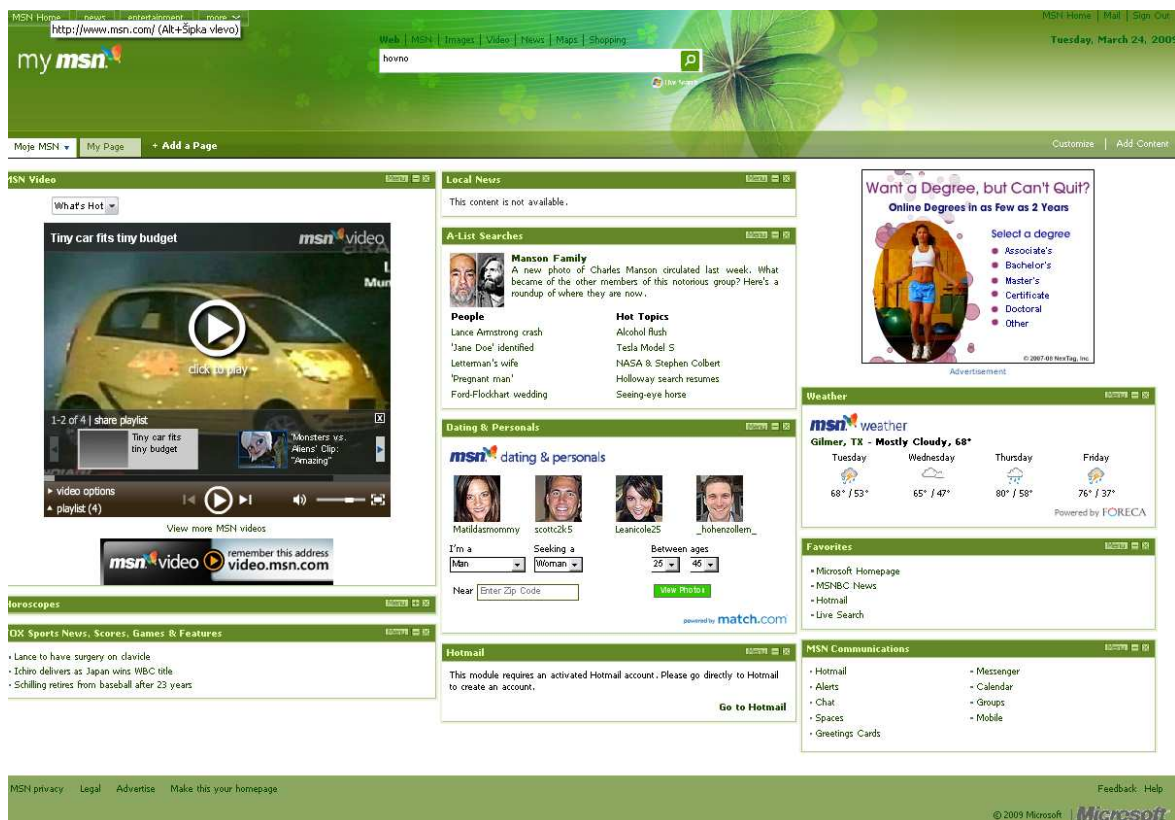 MSN Home news entertainment more
http://www.msn.com/ (Alt+Šipka vlevo)
MSN Home | Mail | Sign Out
Tuesday, March 24, 2009
my msn
Web | MSN | Images | Video | News | Maps | Shopping
hovno
Live Search
Moje MSN My Page + Add a Page
Customize | Add Content
MSN Video Menu
What's Hot
Tiny car fits tiny budget
msn video
click to play
1-2 of 4 | share playlist
Tiny car fits
tiny budget
'Monsters vs.
Aliens' Clip:
"Amazing"
video options
playlist (4)
View more MSN videos
msn video remember this address
video.msn.com
Horoscopes Menu
FOX Sports News, Scores, Games & Features Menu
Lance to have surgery on clavicle
Ichiro delivers as Japan wins WBC title
Schilling retires from baseball after 23 years
Local News Menu
This content is not available.
A-List Searches Menu
Manson Family
A new photo of Charles Manson circulated last week. What
became of the other members of this notorious group? Here's a
roundup of where they are now.
People Hot Topics
Lance Armstrong crash Alcohol flush
'Jane Doe' identified Tesla Model S
Letterman's wife NASA & Stephen Colbert
'Pregnant man' Holloway search resumes
Ford-Flockhart wedding Seeing-eye horse
Dating & Personals Menu
msn dating & personals
Matildasmommy scottc2k5 Leanicole25 _hohenzollern_
I'm a Seeking a Between ages
Man Woman 25 45
Near Enter Zip Code View Photos
powered by match.com
Hotmail Menu
This module requires an activated Hotmail account. Please go directly to Hotmail
to create an account.
Go to Hotmail
Want a Degree, but Can't Quit?
Online Degrees in as Few as 2 Years
Select a degree
Associate's
Bachelor's
Master's
Certificate
Doctoral
Other
© 2007-08 NexTag, Inc.
Advertisement
Weather Menu
msn weather
Gilmer, TX - Mostly Cloudy, 68°
Tuesday Wednesday Thursday Friday
68° / 53° 65° / 47° 80° / 58° 76° / 37°
Powered by FORECA
Favorites Menu
Microsoft Homepage
MSNBC News
Hotmail
Live Search
MSN Communications Menu
Hotmail Messenger
Alerts Calendar
Chat Groups
Spaces Mobile
Greetings Cards
MSN privacy Legal Advertise Make this your homepage
Feedback Help
© 2009 Microsoft | Microsoft